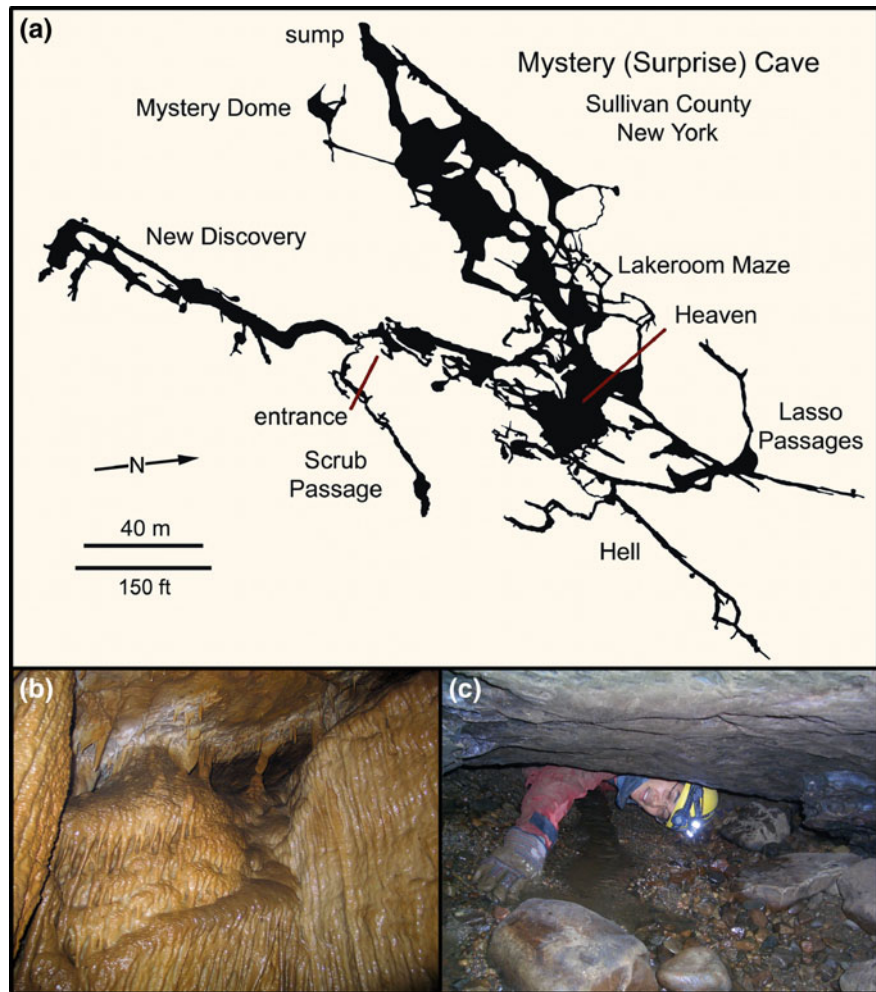 (a)
sump
Mystery (Surprise) Cave
Sullivan County
New York
Mystery Dome
New Discovery
Lakeroom Maze
Heaven
entrance
Lasso
Passages
Scrub
Passage
N
40 m
150 ft
Hell
(b)
(c)